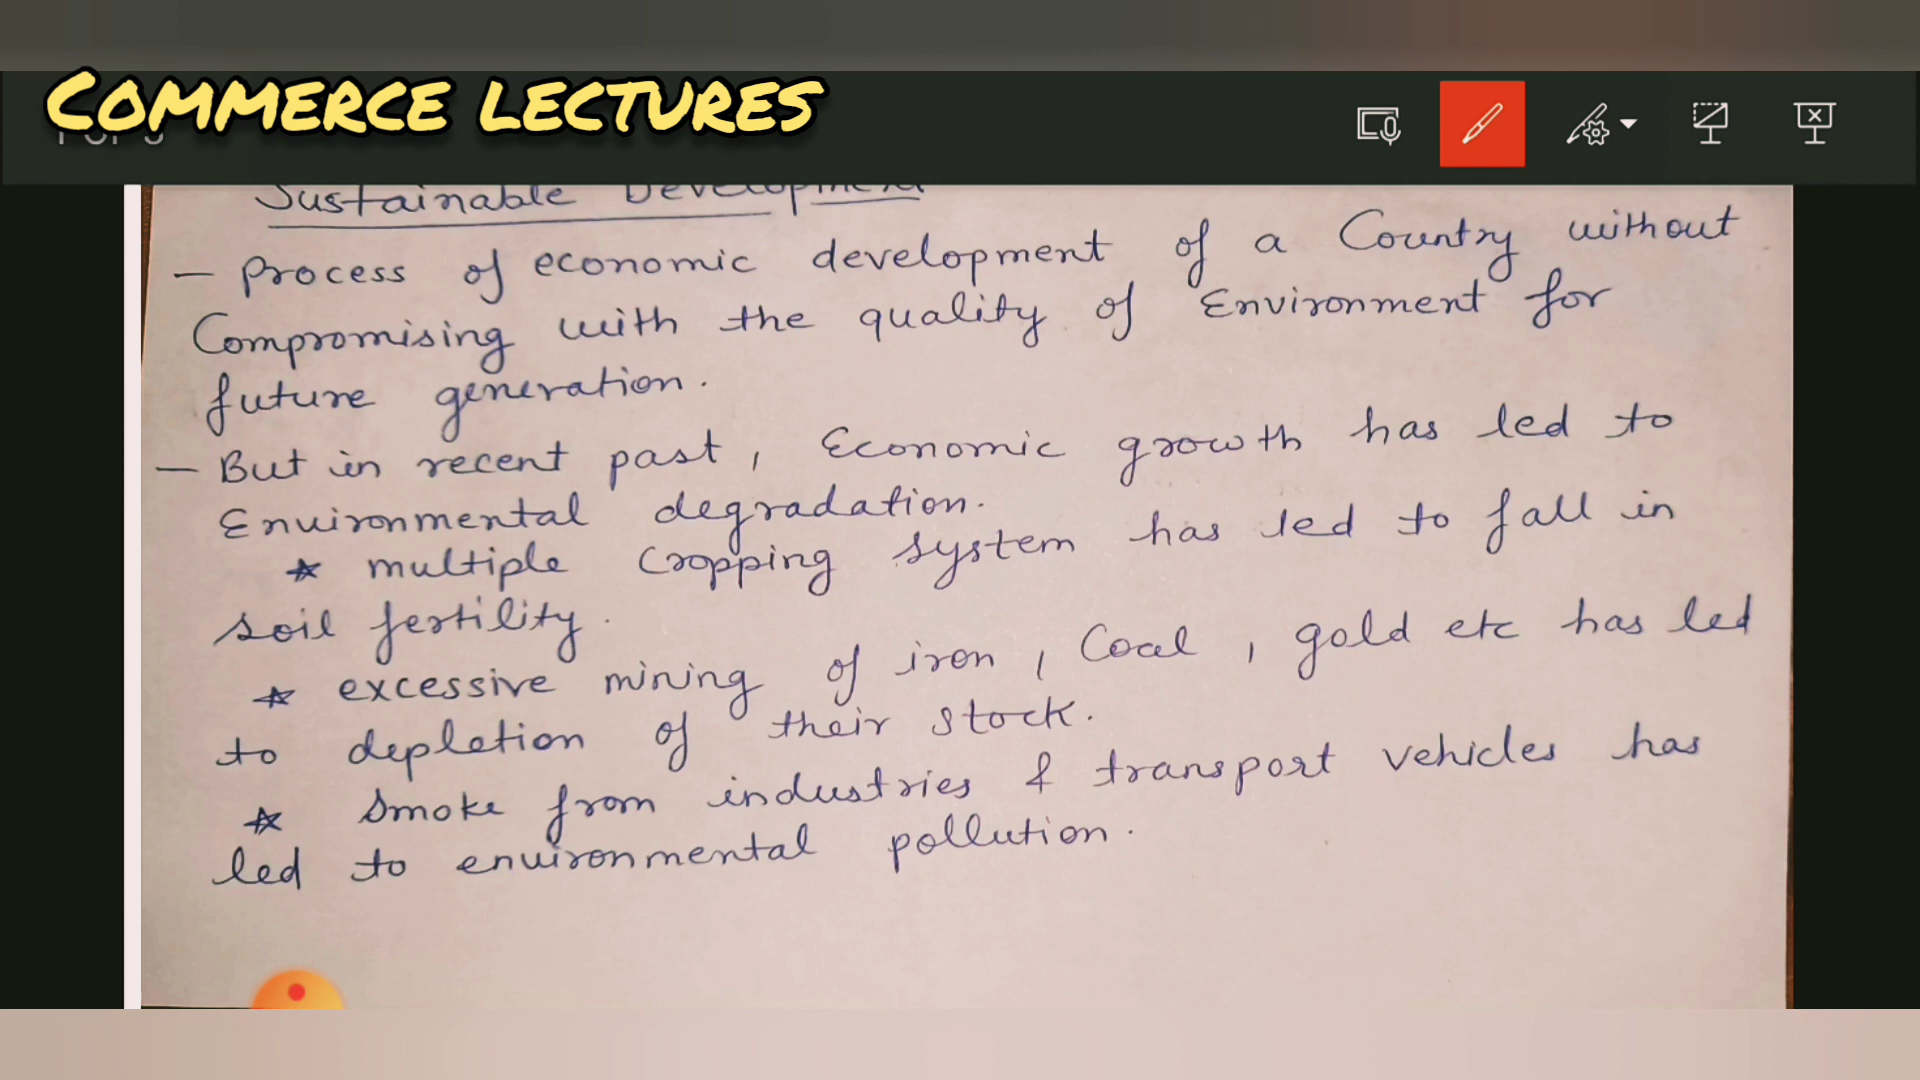 COMMERCE LECTURES
Sustainable Development
- Process of economic development of a Country without
Compromising with the quality of Environment for
future generation.
- But in recent past, Economic growth has led to
Environmental degradation.
* multiple Cropping system has led to fall in
soil fertility.
* excessive mining of iron, Coal, gold etc has led
to depletion of their stock.
* Smoke from industries & transport vehicles has
led to environmental pollution.